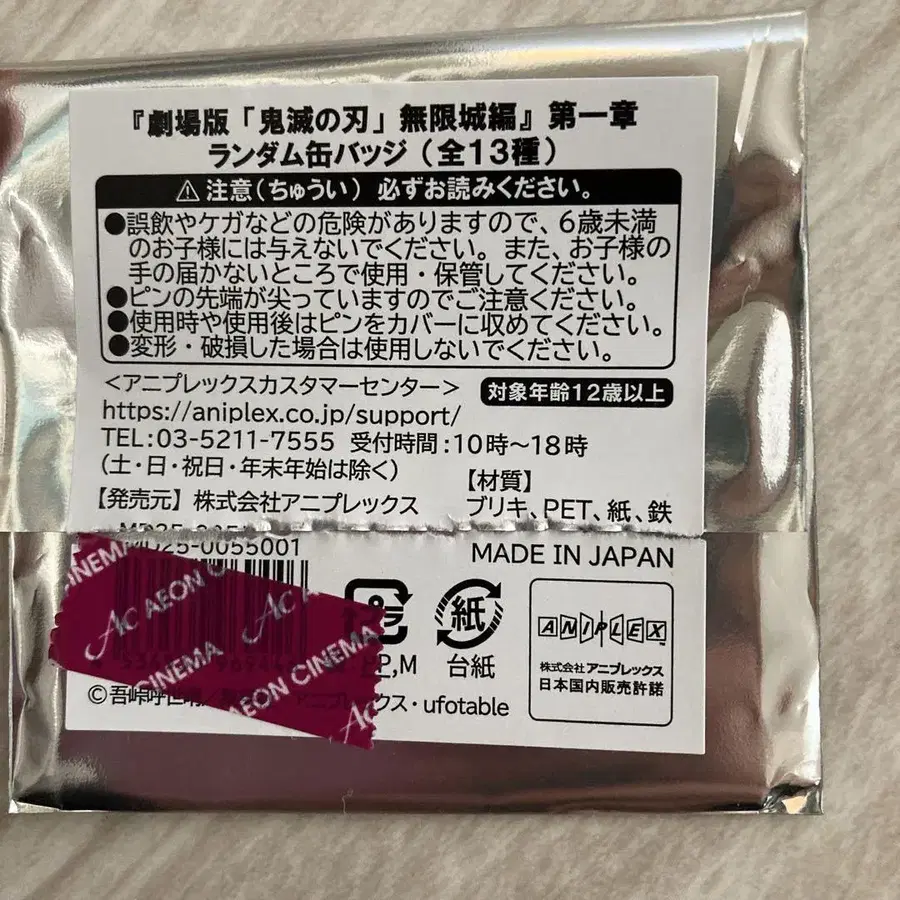 『劇場版「鬼滅の刃」無限城編』第一章
ランダム缶バッジ（全13種）
⚠注意（ちゅうい）必ずお読みください。
●誤飲やケガなどの危険がありますので、6歳未満
のお子様には与えないでください。また、お子様の
手の届かないところで使用・保管してください。
●ピンの先端が尖っていますのでご注意ください。
●使用時や使用後はピンをカバーに収めてください。
●変形・破損した場合は使用しないでください。
＜アニプレックスカスタマーセンター＞ 対象年齢12歳以上
https://aniplex.co.jp/support/
TEL:03-5211-7555 受付時間:10時～18時
（土・日・祝日・年末年始は除く）
【発売元】株式会社アニプレックス
【材質】
ブリキ、PET、紙、鉄
MD25-0055001
MADE IN JAPAN
AC AEON CINEMA
AEON CINEMA
CINEMA
プラ
PP,M
紙
台紙
ANIPLEX
株式会社アニプレックス
日本国内販売許諾
©吾峠呼世晴／アニプレックス・ufotable